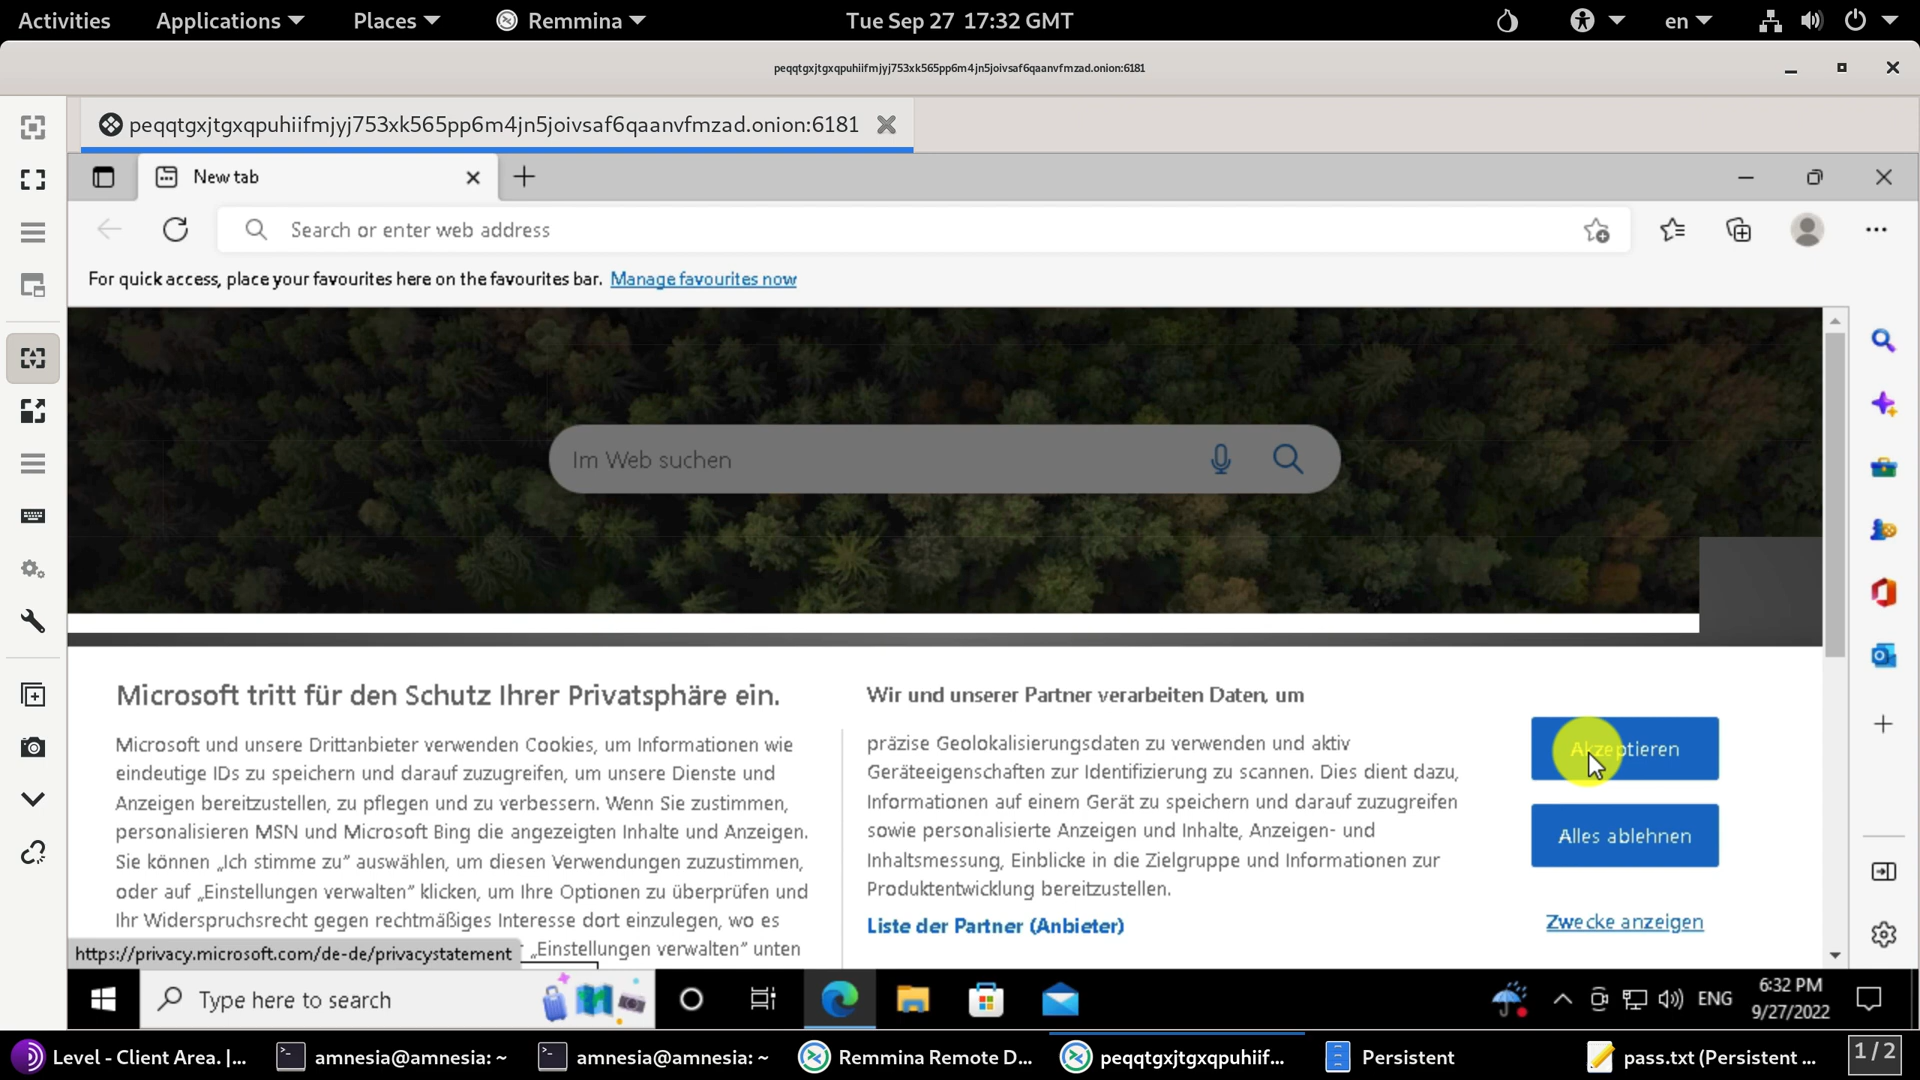 Activities Applications Places Remmina Tue Sep 27 17:32 GMT en
peqqtgxjtgxqpuhiifmjyj753xk565pp6m4jn5joivsaf6qaanvfmzad.onion:6181
peqqtgxjtgxqpuhiifmjyj753xk565pp6m4jn5joivsaf6qaanvfmzad.onion:6181
New tab
Search or enter web address
For quick access, place your favourites here on the favourites bar. Manage favourites now
Im Web suchen
Microsoft tritt für den Schutz Ihrer Privatsphäre ein.
Microsoft und unsere Drittanbieter verwenden Cookies, um Informationen wie
eindeutige IDs zu speichern und darauf zuzugreifen, um unsere Dienste und
Anzeigen bereitzustellen, zu pflegen und zu verbessern. Wenn Sie zustimmen,
personalisieren MSN und Microsoft Bing die angezeigten Inhalte und Anzeigen.
Sie können „Ich stimme zu" auswählen, um diesen Verwendungen zuzustimmen,
oder auf „Einstellungen verwalten" klicken, um Ihre Optionen zu überprüfen und
Ihr Widerspruchsrecht gegen rechtmäßiges Interesse dort einzulegen, wo es
„Einstellungen verwalten" unten
https://privacy.microsoft.com/de-de/privacystatement
Wir und unserer Partner verarbeiten Daten, um
präzise Geolokalisierungsdaten zu verwenden und aktiv
Geräteeigenschaften zur Identifizierung zu scannen. Dies dient dazu,
Informationen auf einem Gerät zu speichern und darauf zuzugreifen
sowie personalisierte Anzeigen und Inhalte, Anzeigen- und
Inhaltsmessung, Einblicke in die Zielgruppe und Informationen zur
Produktentwicklung bereitzustellen.
Liste der Partner (Anbieter)
Akzeptieren
Alles ablehnen
Zwecke anzeigen
Type here to search
ENG
6:32 PM
9/27/2022
Level - Client Area. |... amnesia@amnesia: ~ amnesia@amnesia: ~ Remmina Remote D... peqqtgxjtgxqpuhiif... Persistent pass.txt (Persistent ... 1 / 2